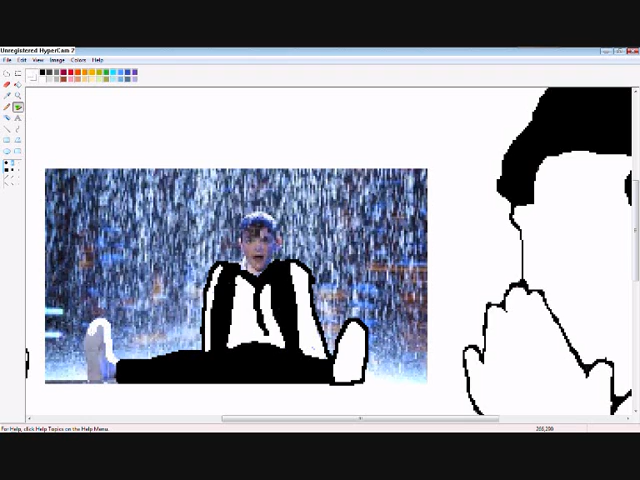 Unregistered HyperCam 2
File Edit View Image Colors Help
For Help, click Help Topics on the Help Menu.